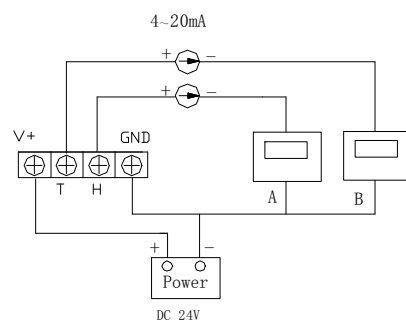 4~20mA
+ −
+ −
V+ GND
T H
A B
+ −
Power
DC 24V